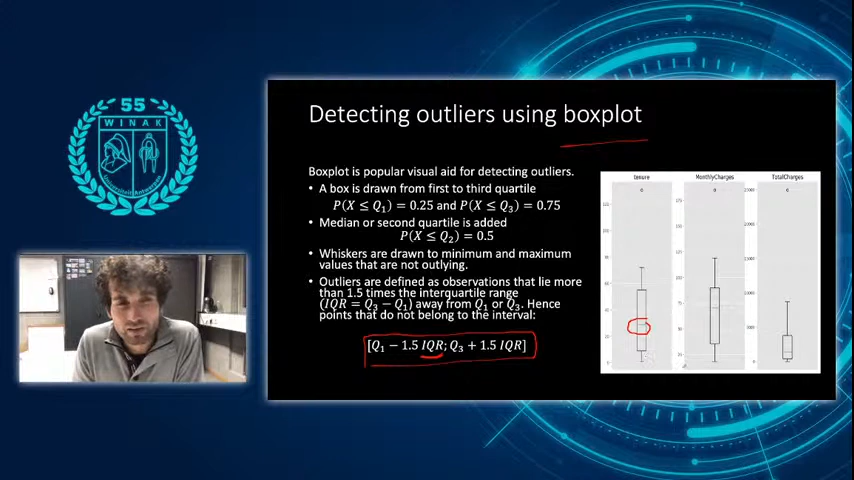 55
WINAK
Universiteit Antwerpen
Detecting outliers using boxplot
Boxplot is popular visual aid for detecting outliers.
• A box is drawn from first to third quartile
P(X ≤ Q₁) = 0.25 and P(X ≤ Q₃) = 0.75
• Median or second quartile is added
P(X ≤ Q₂) = 0.5
• Whiskers are drawn to minimum and maximum
values that are not outlying.
• Outliers are defined as observations that lie more
than 1.5 times the interquartile range
(IQR = Q₃ − Q₁) away from Q₁ or Q₃. Hence
points that do not belong to the interval:
[Q₁ − 1.5 IQR; Q₃ + 1.5 IQR]
tenure
MonthlyCharges
TotalCharges